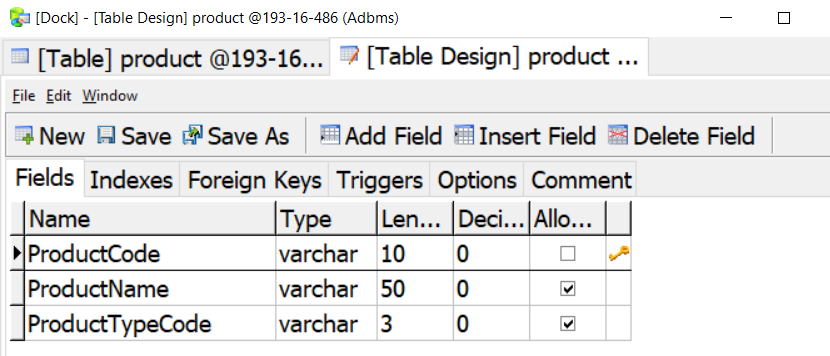 [Dock] - [Table Design] product @193-16-486 (Adbms)
[Table] product @193-16... [Table Design] product ...
File Edit Window
New Save Save As Add Field Insert Field Delete Field
Fields Indexes Foreign Keys Triggers Options Comment
Name Type Len... Deci... Allo...
ProductCode varchar 10 0
ProductName varchar 50 0
ProductTypeCode varchar 3 0